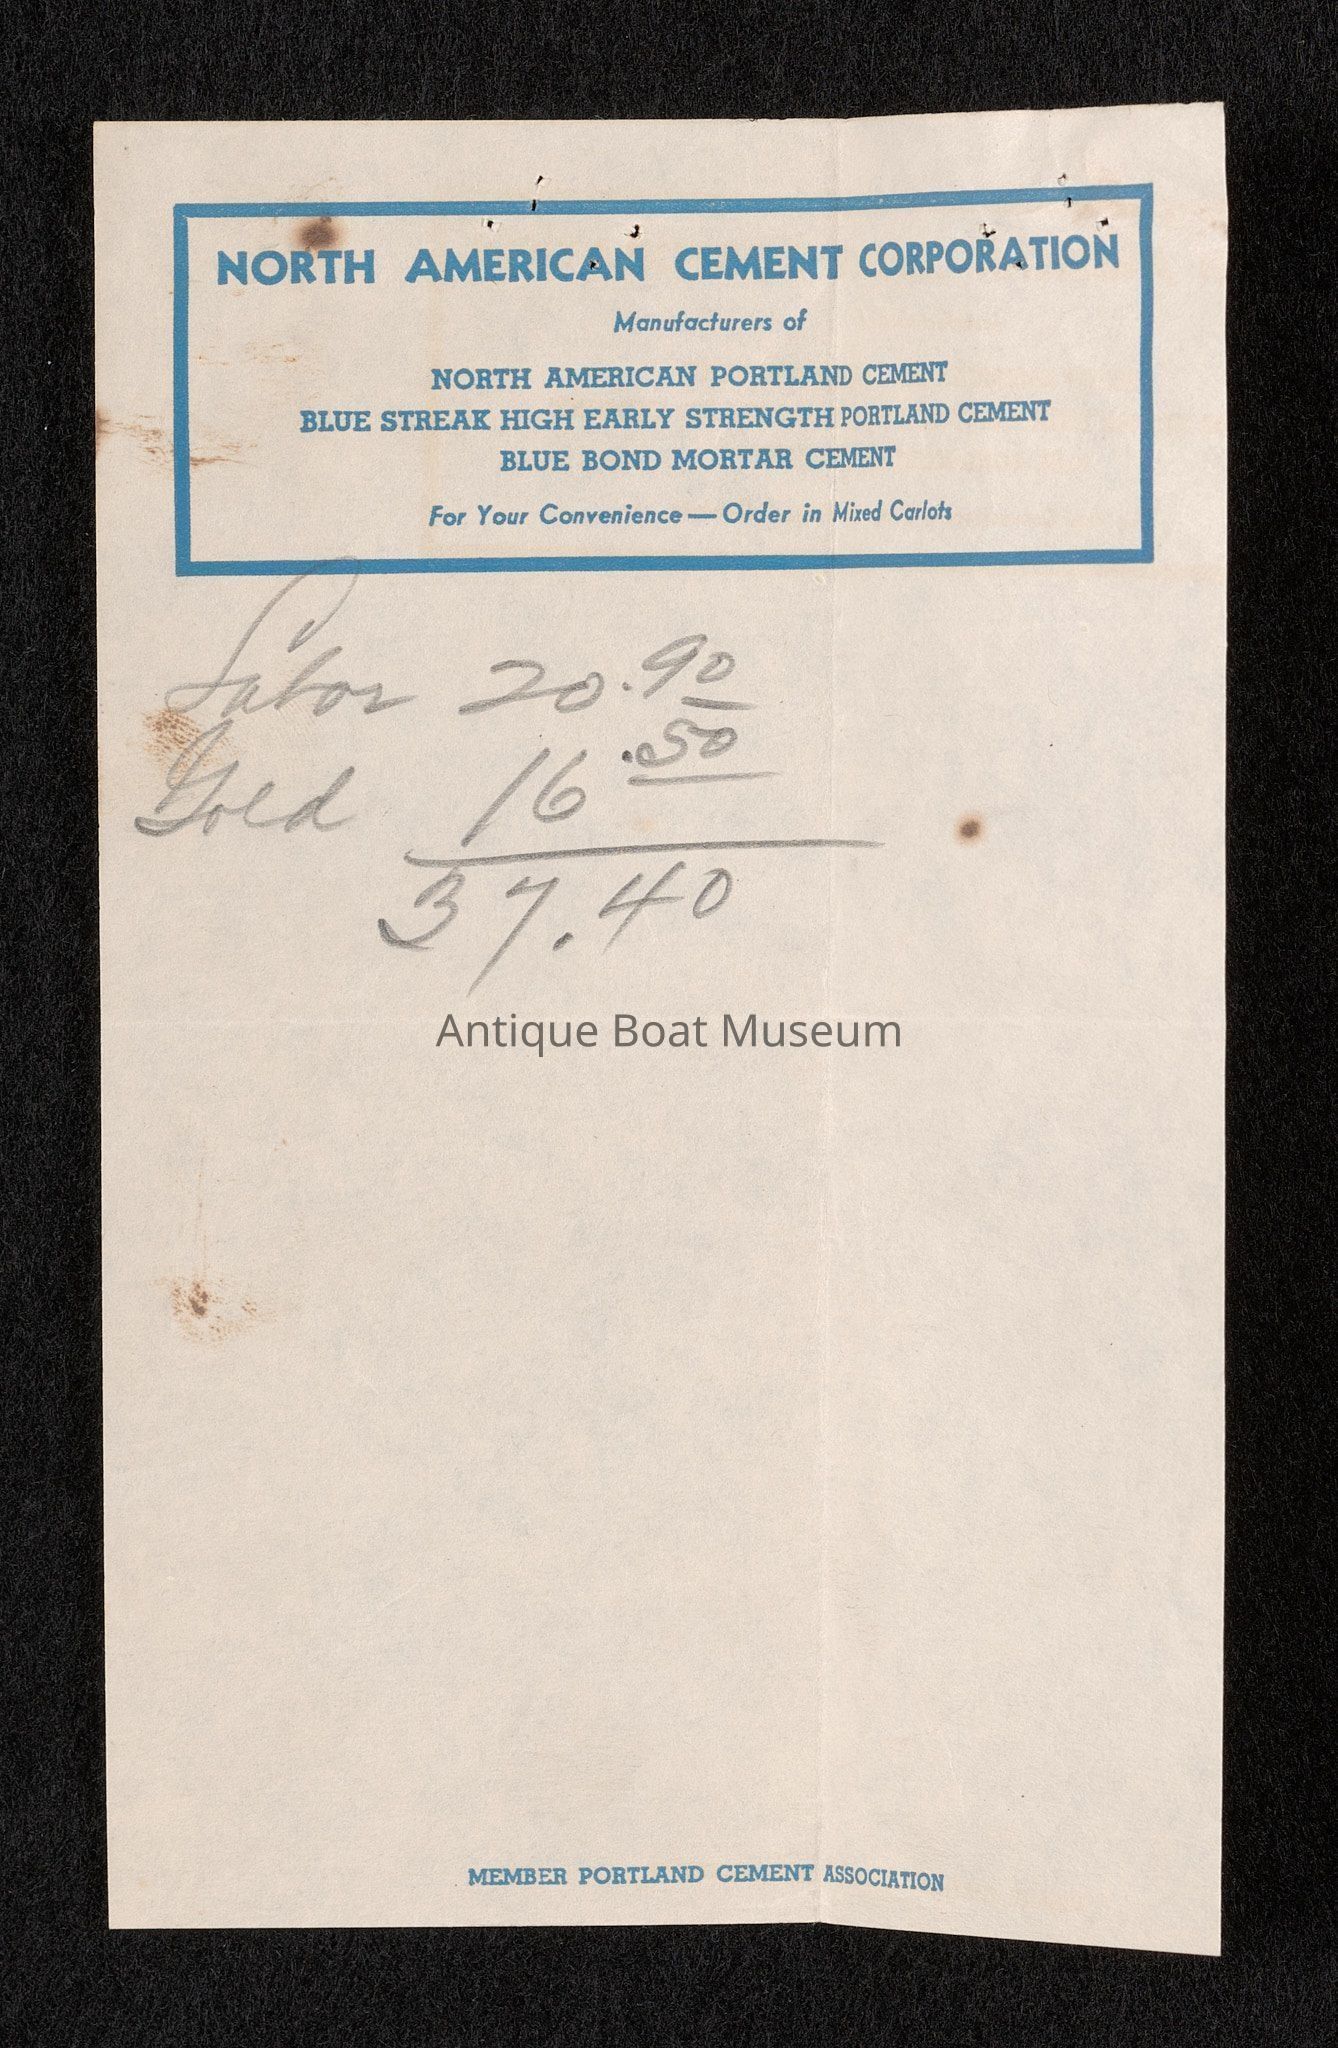 NORTH AMERICAN CEMENT CORPORATION
Manufacturers of
NORTH AMERICAN PORTLAND CEMENT
BLUE STREAK HIGH EARLY STRENGTH PORTLAND CEMENT
BLUE BOND MORTAR CEMENT
For Your Convenience — Order in Mixed Carlots
Labor 20.90
Gold 16.50
37.40
Antique Boat Museum
MEMBER PORTLAND CEMENT ASSOCIATION